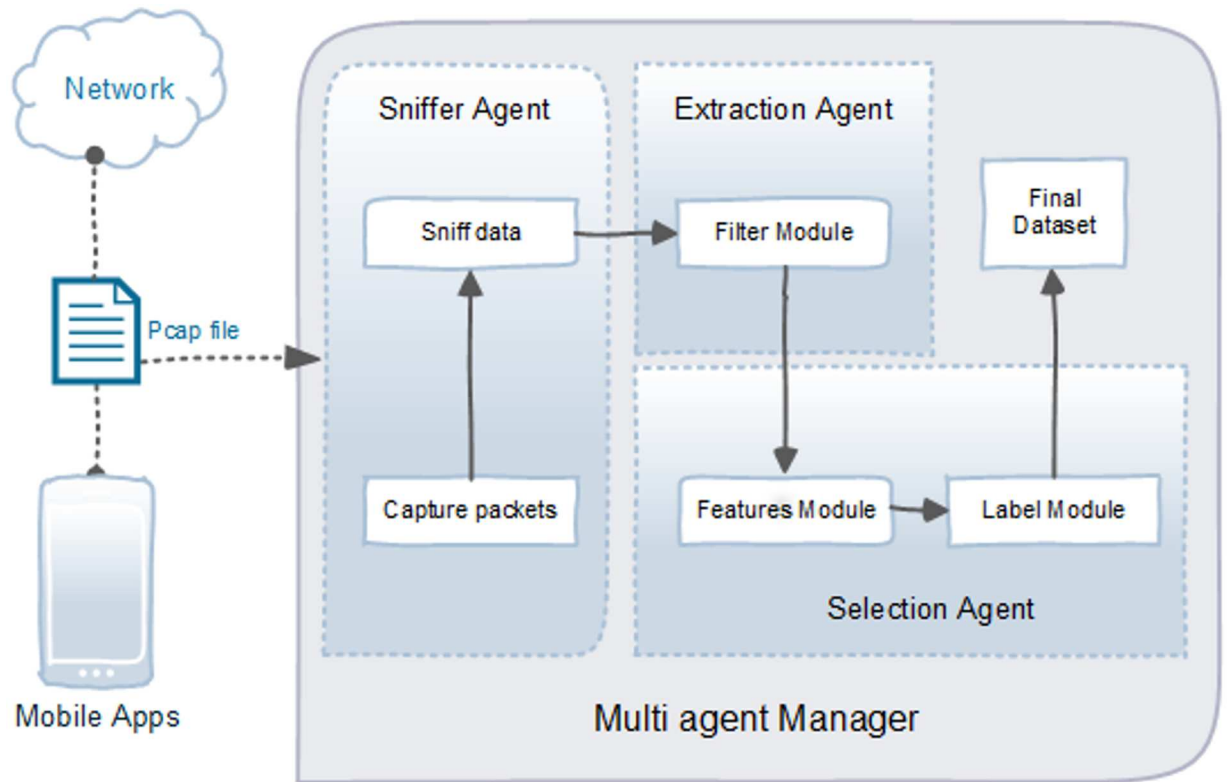 Network
Pcap file
Mobile Apps
Sniffer Agent
Sniff data
Capture packets
Extraction Agent
Filter Module
Features Module
Label Module
Selection Agent
Final
Dataset
Multi agent Manager